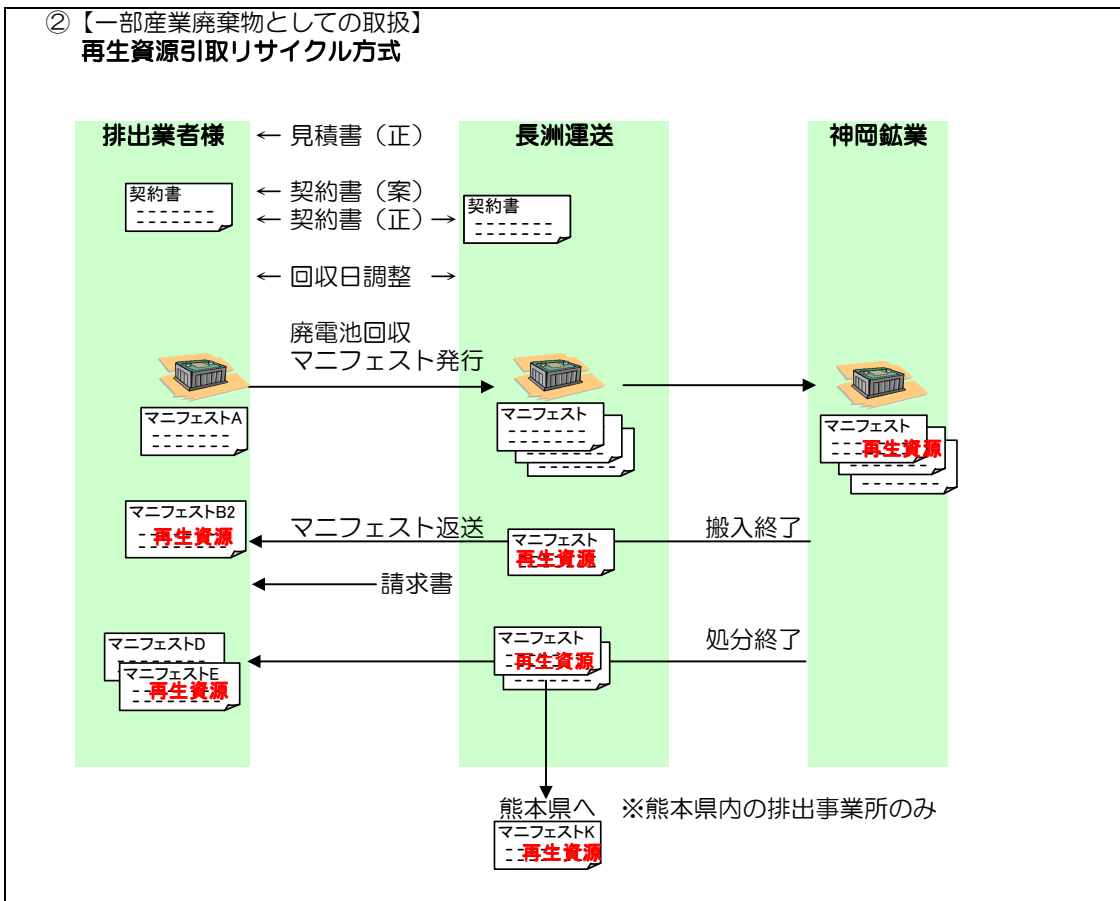 ②【一部産業廃棄物としての取扱】
再生資源引取リサイクル方式
排出業者様
← 見積書（正）
長洲運送
神岡鉱業
契約書
← 契約書（案）
← 契約書（正）→
契約書
← 回収日調整 →
廃電池回収
マニフェスト発行
マニフェストA
マニフェスト
マニフェスト
再生資源
マニフェストB2
再生資源
マニフェスト返送
マニフェスト
再生資源
搬入終了
請求書
マニフェストD
マニフェストE
再生資源
マニフェスト
再生資源
処分終了
熊本県へ ※熊本県内の排出事業所のみ
マニフェストK
再生資源